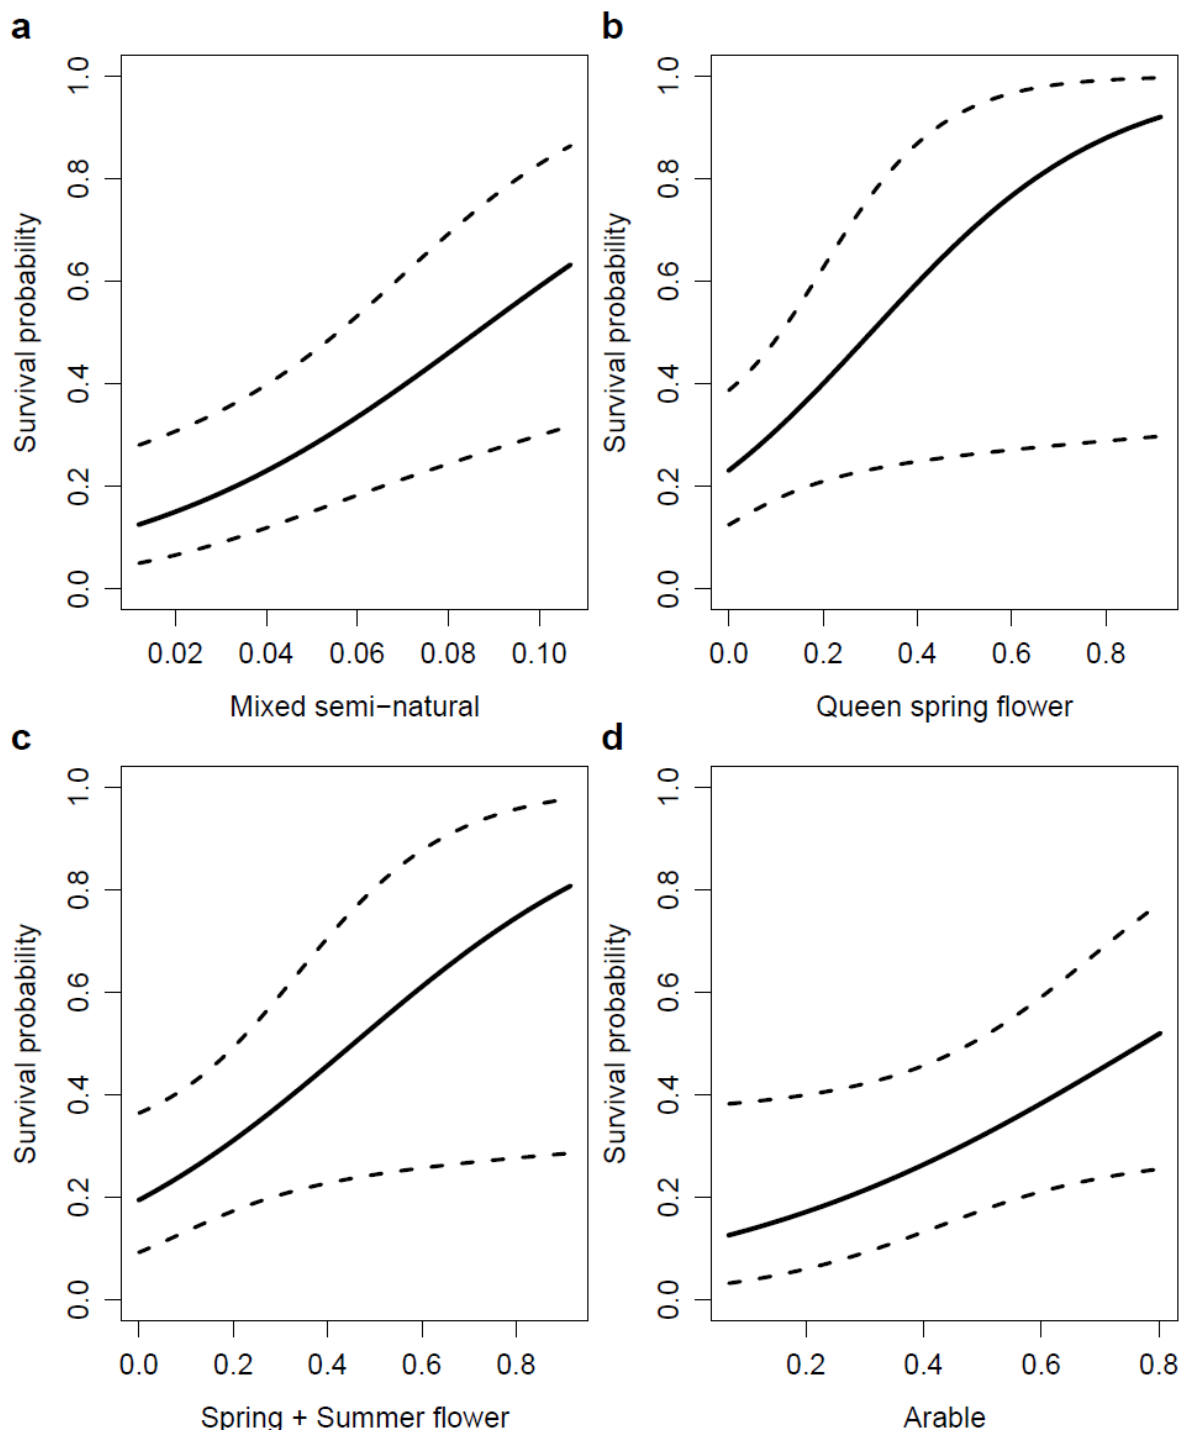 a
1.0
0.8
0.6
0.4
0.2
0.0
Survival probability
0.02 0.04 0.06 0.08 0.10
Mixed semi−natural
b
1.0
0.8
0.6
0.4
0.2
0.0
Survival probability
0.0 0.2 0.4 0.6 0.8
Queen spring flower
c
1.0
0.8
0.6
0.4
0.2
0.0
Survival probability
0.0 0.2 0.4 0.6 0.8
Spring + Summer flower
d
1.0
0.8
0.6
0.4
0.2
0.0
Survival probability
0.2 0.4 0.6 0.8
Arable